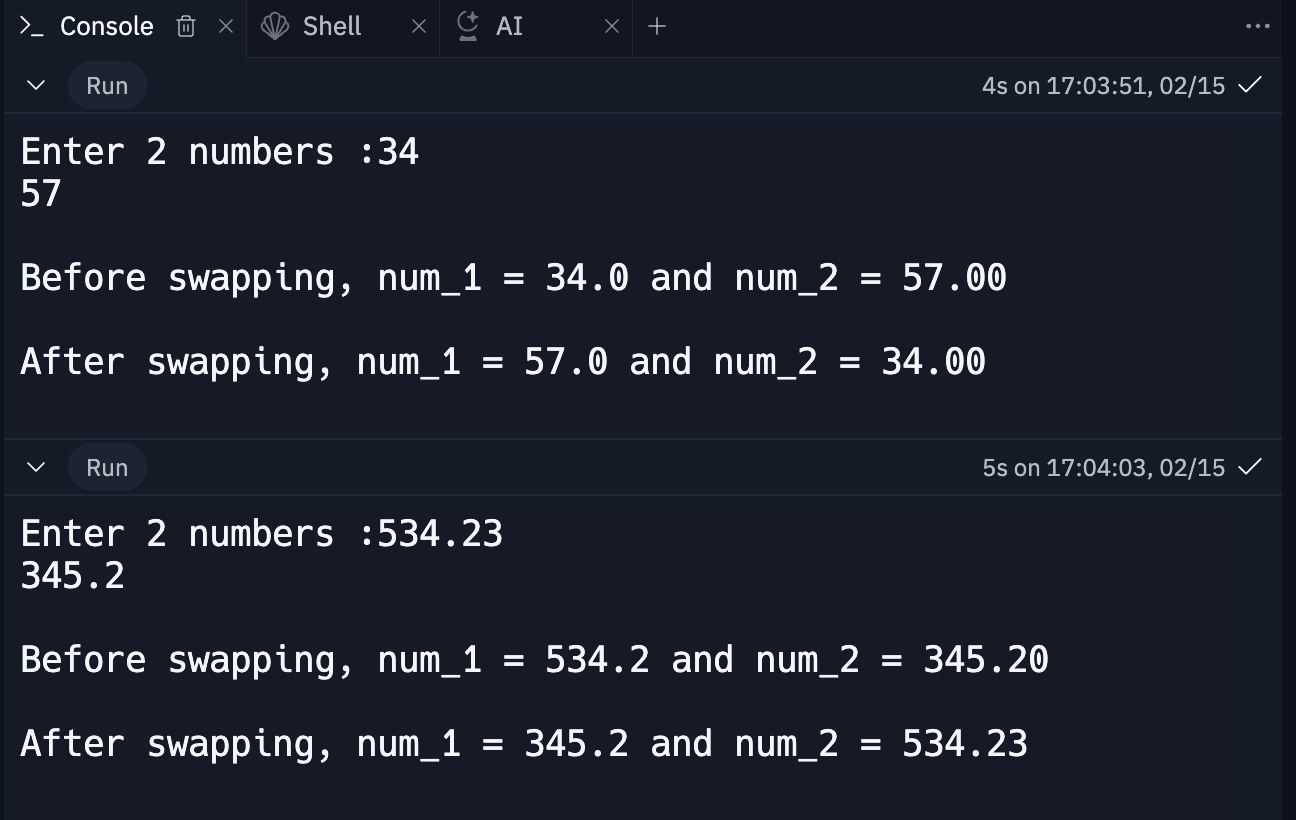 Console
Shell
AI
Run
4s on 17:03:51, 02/15
Enter 2 numbers :34
57
Before swapping, num_1 = 34.0 and num_2 = 57.00
After swapping, num_1 = 57.0 and num_2 = 34.00
Run
5s on 17:04:03, 02/15
Enter 2 numbers :534.23
345.2
Before swapping, num_1 = 534.2 and num_2 = 345.20
After swapping, num_1 = 345.2 and num_2 = 534.23